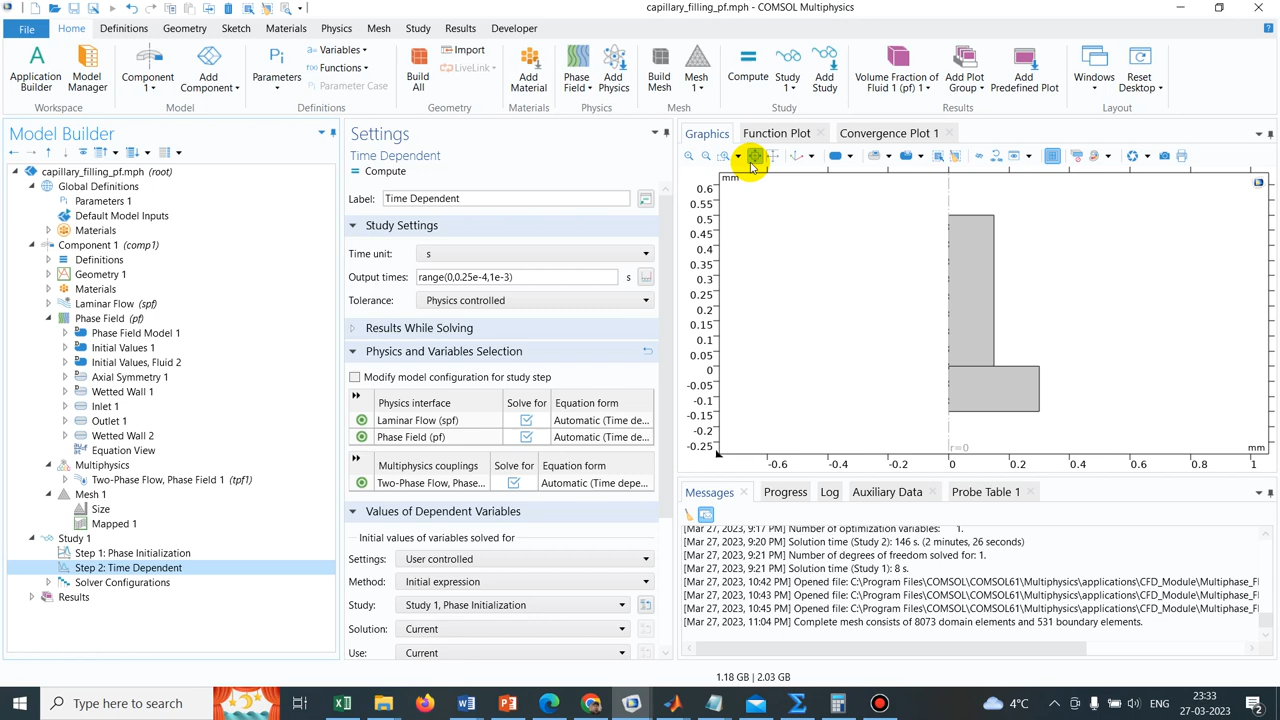 capillary_filling_pf.mph - COMSOL Multiphysics
File Home Definitions Geometry Sketch Materials Physics Mesh Study Results Developer
Application Builder
Model Manager
Workspace
Component 1
Add Component
Model
Parameters
Variables
Functions
Parameter Case
Definitions
Build All
Import
LiveLink
Geometry
Add Material
Materials
Phase Field
Add Physics
Physics
Build Mesh
Mesh 1
Mesh
Compute
Study 1
Add Study
Study
Volume Fraction of Fluid 1 (pf) 1
Add Plot Group
Add Predefined Plot
Results
Windows
Reset Desktop
Layout
Model Builder
capillary_filling_pf.mph (root)
Global Definitions
Parameters 1
Default Model Inputs
Materials
Component 1 (comp1)
Definitions
Geometry 1
Materials
Laminar Flow (spf)
Phase Field (pf)
Phase Field Model 1
Initial Values 1
Initial Values, Fluid 2
Axial Symmetry 1
Wetted Wall 1
Inlet 1
Outlet 1
Wetted Wall 2
Equation View
Multiphysics
Two-Phase Flow, Phase Field 1 (tpf1)
Mesh 1
Size
Mapped 1
Study 1
Step 1: Phase Initialization
Step 2: Time Dependent
Solver Configurations
Results
Settings
Time Dependent
Compute
Label: Time Dependent
Study Settings
Time unit: s
Output times: range(0,0.25e-4,1e-3) s
Tolerance: Physics controlled
Results While Solving
Physics and Variables Selection
Modify model configuration for study step
Physics interface Solve for Equation form
Laminar Flow (spf) Automatic (Time de...
Phase Field (pf) Automatic (Time de...
Multiphysics couplings Solve for Equation form
Two-Phase Flow, Phase... Automatic (Time depe...
Values of Dependent Variables
Initial values of variables solved for
Settings: User controlled
Method: Initial expression
Study: Study 1, Phase Initialization
Solution: Current
Use: Current
Graphics Function Plot Convergence Plot 1
mm
0.6
0.55
0.5
0.45
0.4
0.35
0.3
0.25
0.2
0.15
0.1
0.05
0
-0.05
-0.1
-0.15
-0.2
-0.25
r=0
mm
-0.6 -0.4 -0.2 0 0.2 0.4 0.6 0.8 1
Messages Progress Log Auxiliary Data Probe Table 1
[Mar 27, 2023, 9:17 PM] Number of optimization variables: 1.
[Mar 27, 2023, 9:20 PM] Solution time (Study 2): 146 s. (2 minutes, 26 seconds)
[Mar 27, 2023, 9:21 PM] Number of degrees of freedom solved for: 1.
[Mar 27, 2023, 9:21 PM] Solution time (Study 1): 8 s.
[Mar 27, 2023, 10:12 PM] Opened file: C:\Program Files\COMSOL\COMSOL61\Multiphysics\applications\CFD_Module\Multiphase_Fl
[Mar 27, 2023, 10:43 PM] Opened file: C:\Program Files\COMSOL\COMSOL61\Multiphysics\applications\CFD_Module\Multiphase_Fl
[Mar 27, 2023, 10:45 PM] Opened file: C:\Program Files\COMSOL\COMSOL61\Multiphysics\applications\CFD_Module\Multiphase_Fl
[Mar 27, 2023, 11:04 PM] Complete mesh consists of 8073 domain elements and 531 boundary elements.
1.18 GB | 2.03 GB
Type here to search
4°C
ENG
23:33
27-03-2023